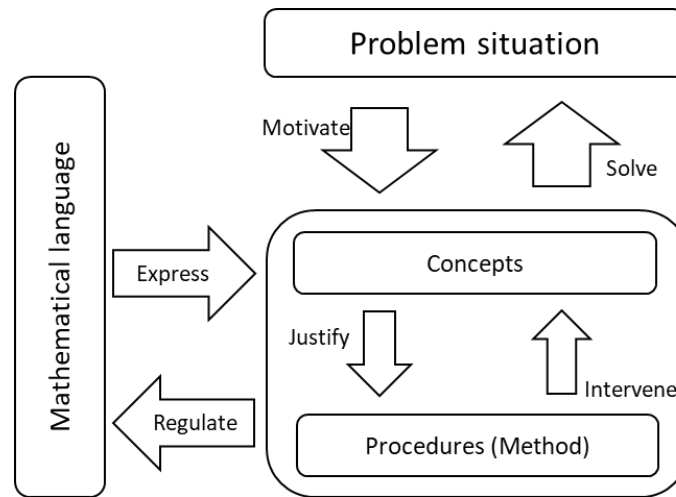 Problem situation
Motivate
Solve
Mathematical language
Express
Concepts
Justify
Intervene
Regulate
Procedures (Method)